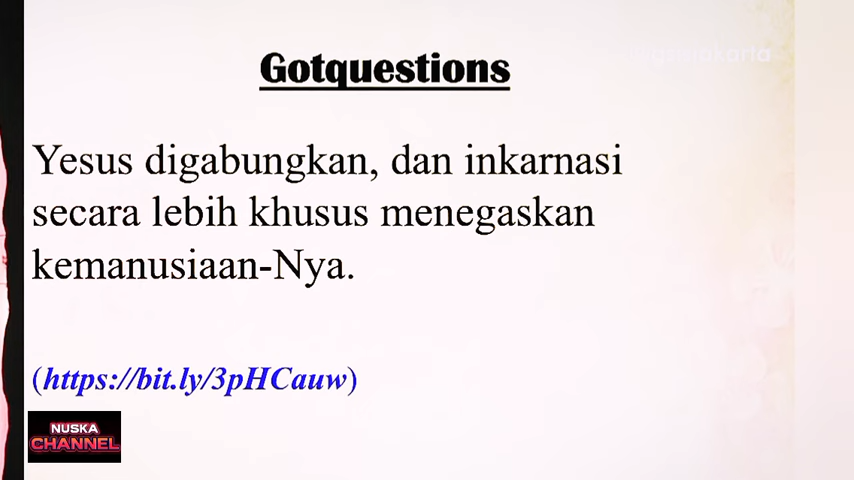 Gotquestions
Yesus digabungkan, dan inkarnasi
secara lebih khusus menegaskan
kemanusiaan-Nya.
(https://bit.ly/3pHCauw)
NUSKA
CHANNEL